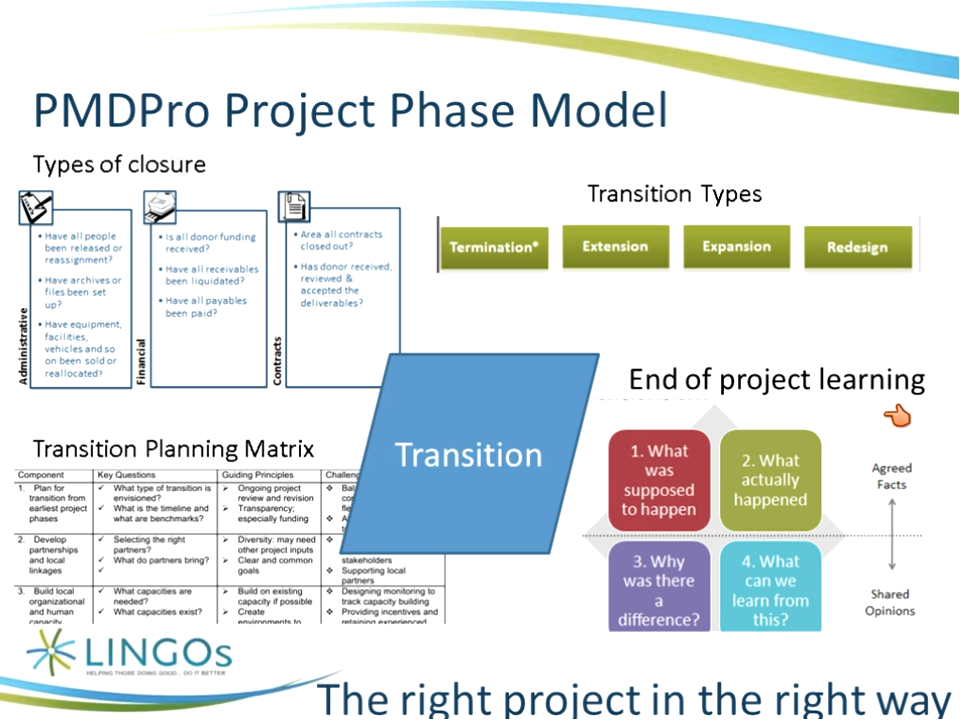 PMDPro Project Phase Model
Types of closure
Administrative
• Have all people
been released or
reassignment?
• Have archives or
files been set
up?
• Have equipment,
facilities,
vehicles and so
on been sold or
reallocated?
Financial
• Is all donor funding
received?
• Have all receivables
been liquidated?
• Have all payables
been paid?
Contracts
• Area all contracts
closed out?
• Has donor received,
reviewed &
accepted the
deliverables?
Transition Types
Termination*
Extension
Expansion
Redesign
Transition
Transition Planning Matrix
Component
Key Questions
Guiding Principles
1. Plan for
transition from
earliest project
phases
✓ What type of transition is
envisioned?
✓ What is the timeline and
what are benchmarks?
➢ Ongoing project
review and revision
➢ Transparency;
especially funding
2. Develop
partnerships
and local
linkages
✓ Selecting the right
partners?
✓ What do partners bring?
✓
➢ Diversity: may need
other project inputs
➢ Clear and common
goals
stakeholders
❖ Supporting local
partners
3. Build local
organizational
and human
capacity
✓ What capacities are
needed?
✓ What capacities exist?
➢ Build on existing
capacity if possible
➢ Create
environments to
❖ Designing monitoring to
track capacity building
❖ Providing incentives and
retaining experienced
End of project learning
1. What
was
supposed
to happen
2. What
actually
happened
3. Why
was there
a
difference?
4. What
can we
learn from
this?
Agreed
Facts
Shared
Opinions
LINGOs
HELPING THOSE DOING GOOD... DO IT BETTER
The right project in the right way